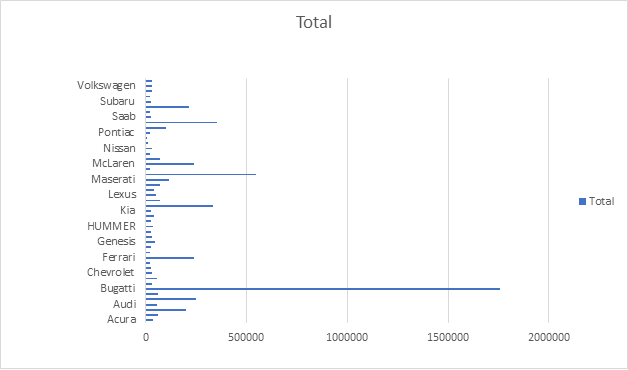 Total
Volkswagen
Subaru
Saab
Pontiac
Nissan
McLaren
Maserati
Lexus
Kia
HUMMER
Genesis
Ferrari
Chevrolet
Bugatti
Audi
Acura
Total
0 500000 1000000 1500000 2000000